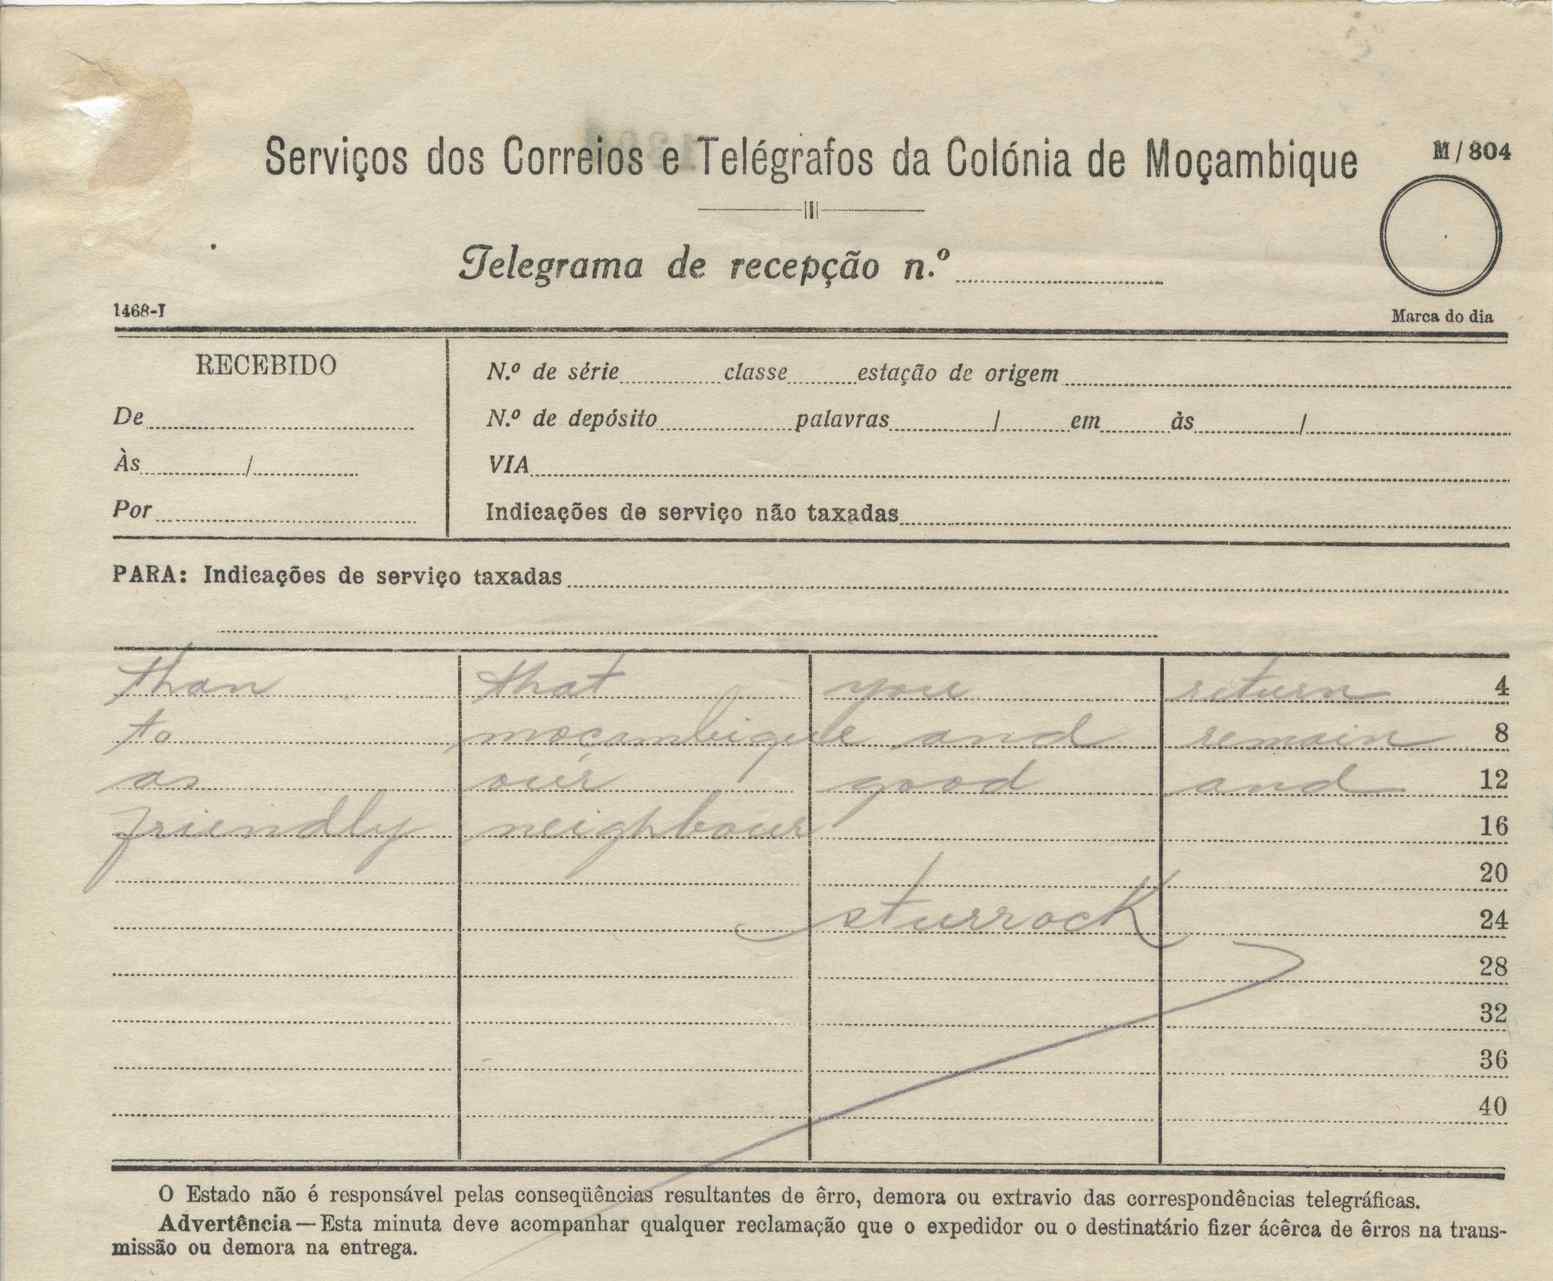 Serviços dos Correios e Telégrafos da Colónia de Moçambique
M/804
Telegrama de recepção n.º
1468-I
Marca do dia
RECEBIDO
N.º de série classe estação de origem
De
N.º de depósito palavras / em às /
Às /
VIA
Por
Indicações de serviço não taxadas
PARA: Indicações de serviço taxadas
than that you return 4
to moçambique and remain 8
as our good and 12
friendly neighbour 16
20
sturrock 24
28
32
36
40
O Estado não é responsável pelas conseqüências resultantes de êrro, demora ou extravio das correspondências telegráficas.
Advertência — Esta minuta deve acompanhar qualquer reclamação que o expedidor ou o destinatário fizer ácêrca de êrros na trans-
missão ou demora na entrega.